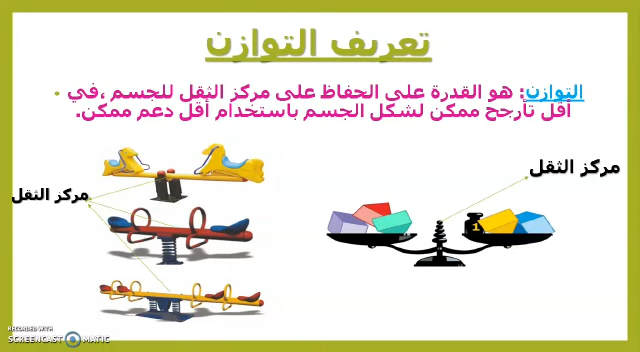 تعريف التوازن
التوازن: هو القدرة على الحفاظ على مركز الثقل للجسم ،في
أقل تأرجح ممكن لشكل الجسم باستخدام أقل دعم ممكن.
مركز الثقل
مركز الثقل
1
RECORDED WITH
SCREENCAST MATIC